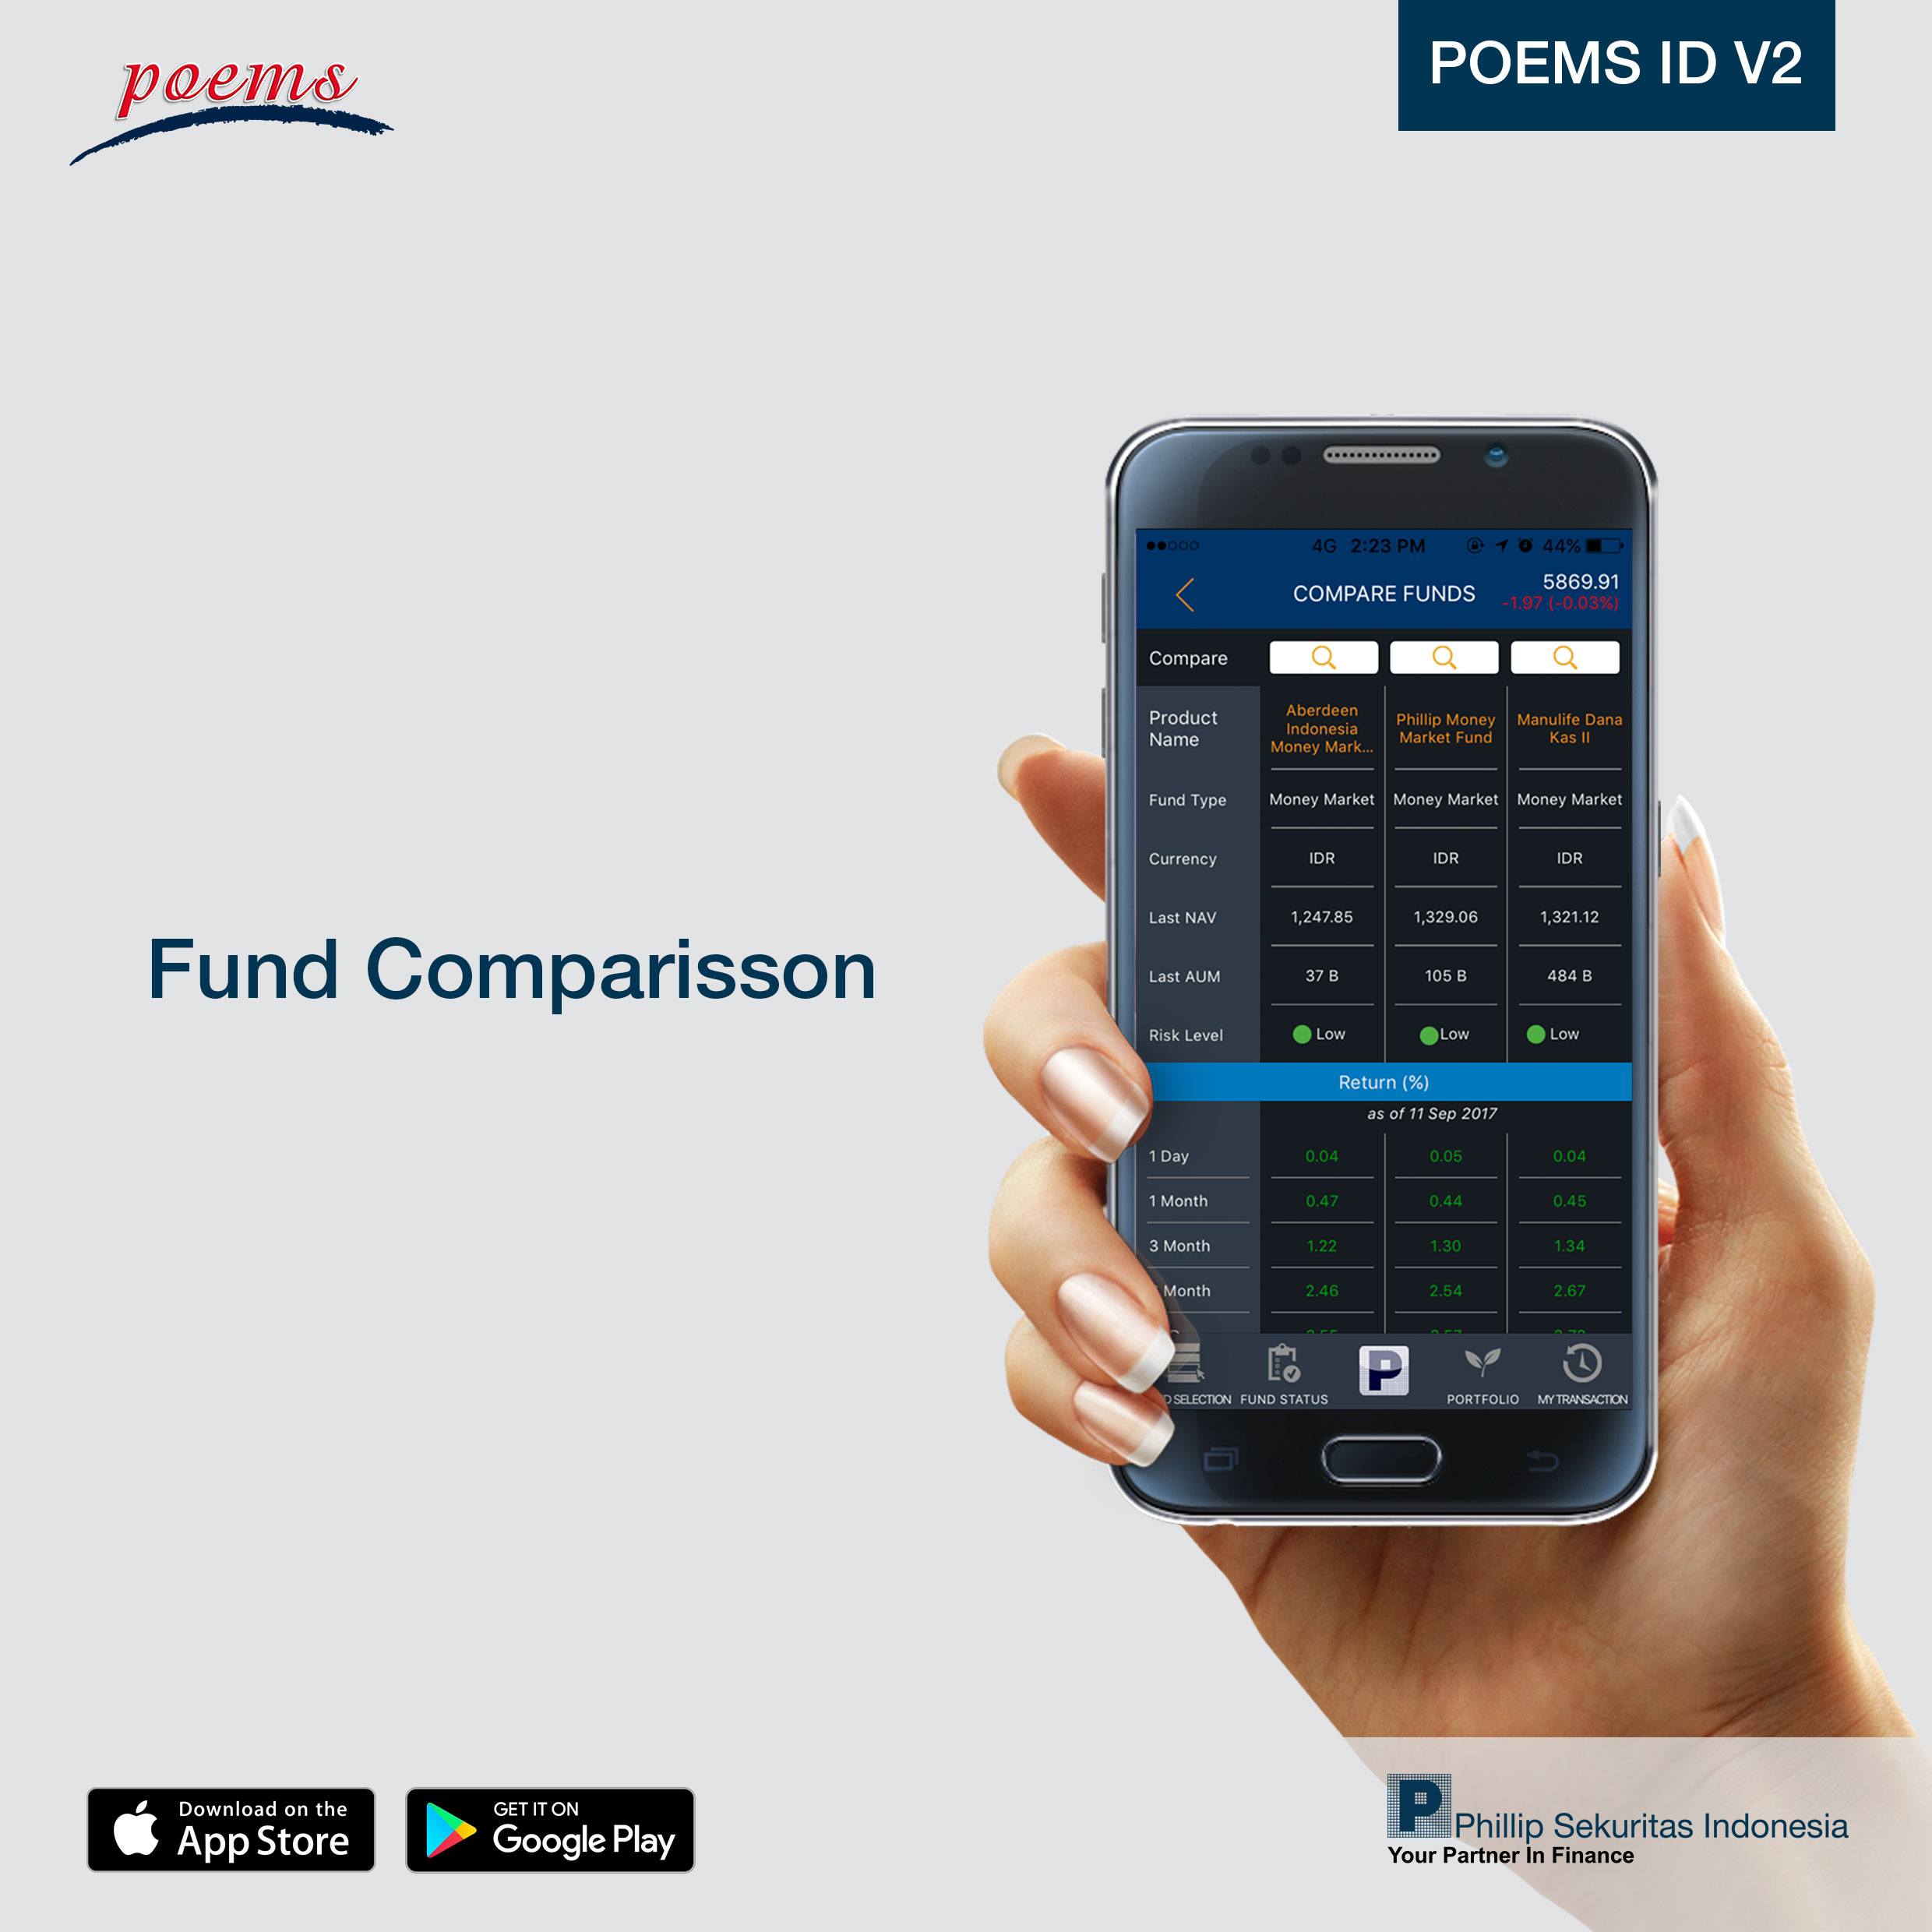 poems
POEMS ID V2
4G 2:23 PM 44%
COMPARE FUNDS
5869.91
-1.97 (-0.03%)
Compare
Product Name
Aberdeen Indonesia Money Mark...
Phillip Money Market Fund
Manulife Dana Kas II
Fund Type Money Market Money Market Money Market
Currency IDR IDR IDR
Last NAV 1,247.85 1,329.06 1,321.12
Last AUM 37 B 105 B 484 B
Risk Level Low Low Low
Return (%)
as of 11 Sep 2017
1 Day 0.04 0.05 0.04
1 Month 0.47 0.44 0.45
3 Month 1.22 1.30 1.34
Month 2.46 2.54 2.67
SELECTION FUND STATUS P PORTFOLIO MY TRANSACTION
Fund Comparisson
Download on the
App Store
GET IT ON
Google Play
P Phillip Sekuritas Indonesia
Your Partner In Finance